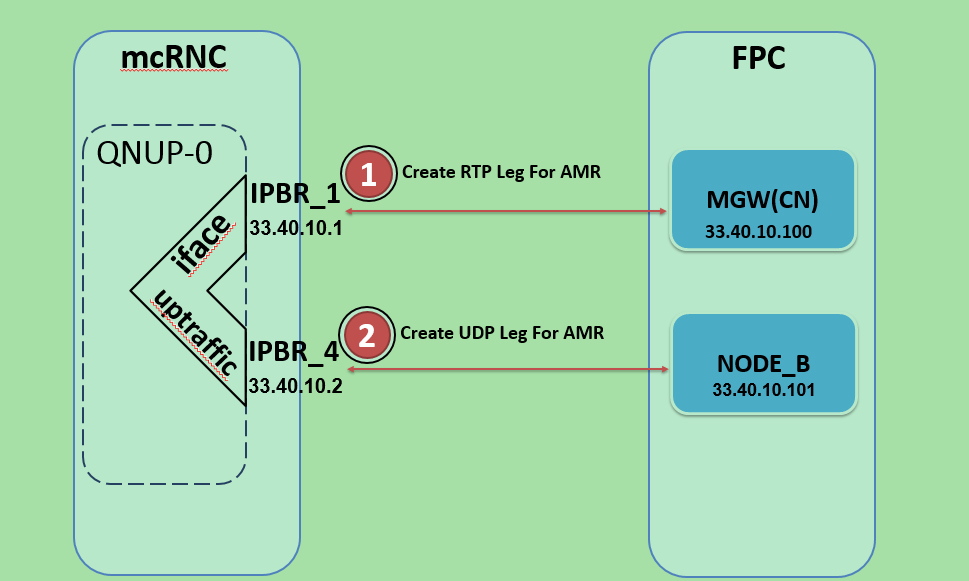 mcRNC
FPC
QNUP-0
IPBR_1
33.40.10.1
1
Create RTP Leg For AMR
MGW(CN)
33.40.10.100
iface
uptraffic
IPBR_4
33.40.10.2
2
Create UDP Leg For AMR
NODE_B
33.40.10.101